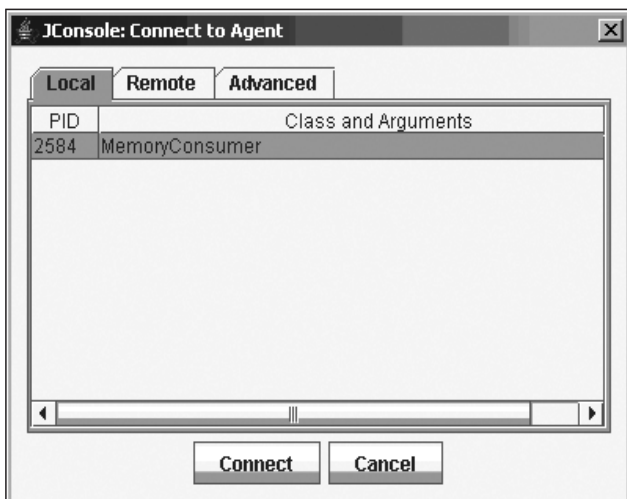 JConsole: Connect to Agent
Local Remote Advanced
PID Class and Arguments
2584 MemoryConsumer
Connect Cancel